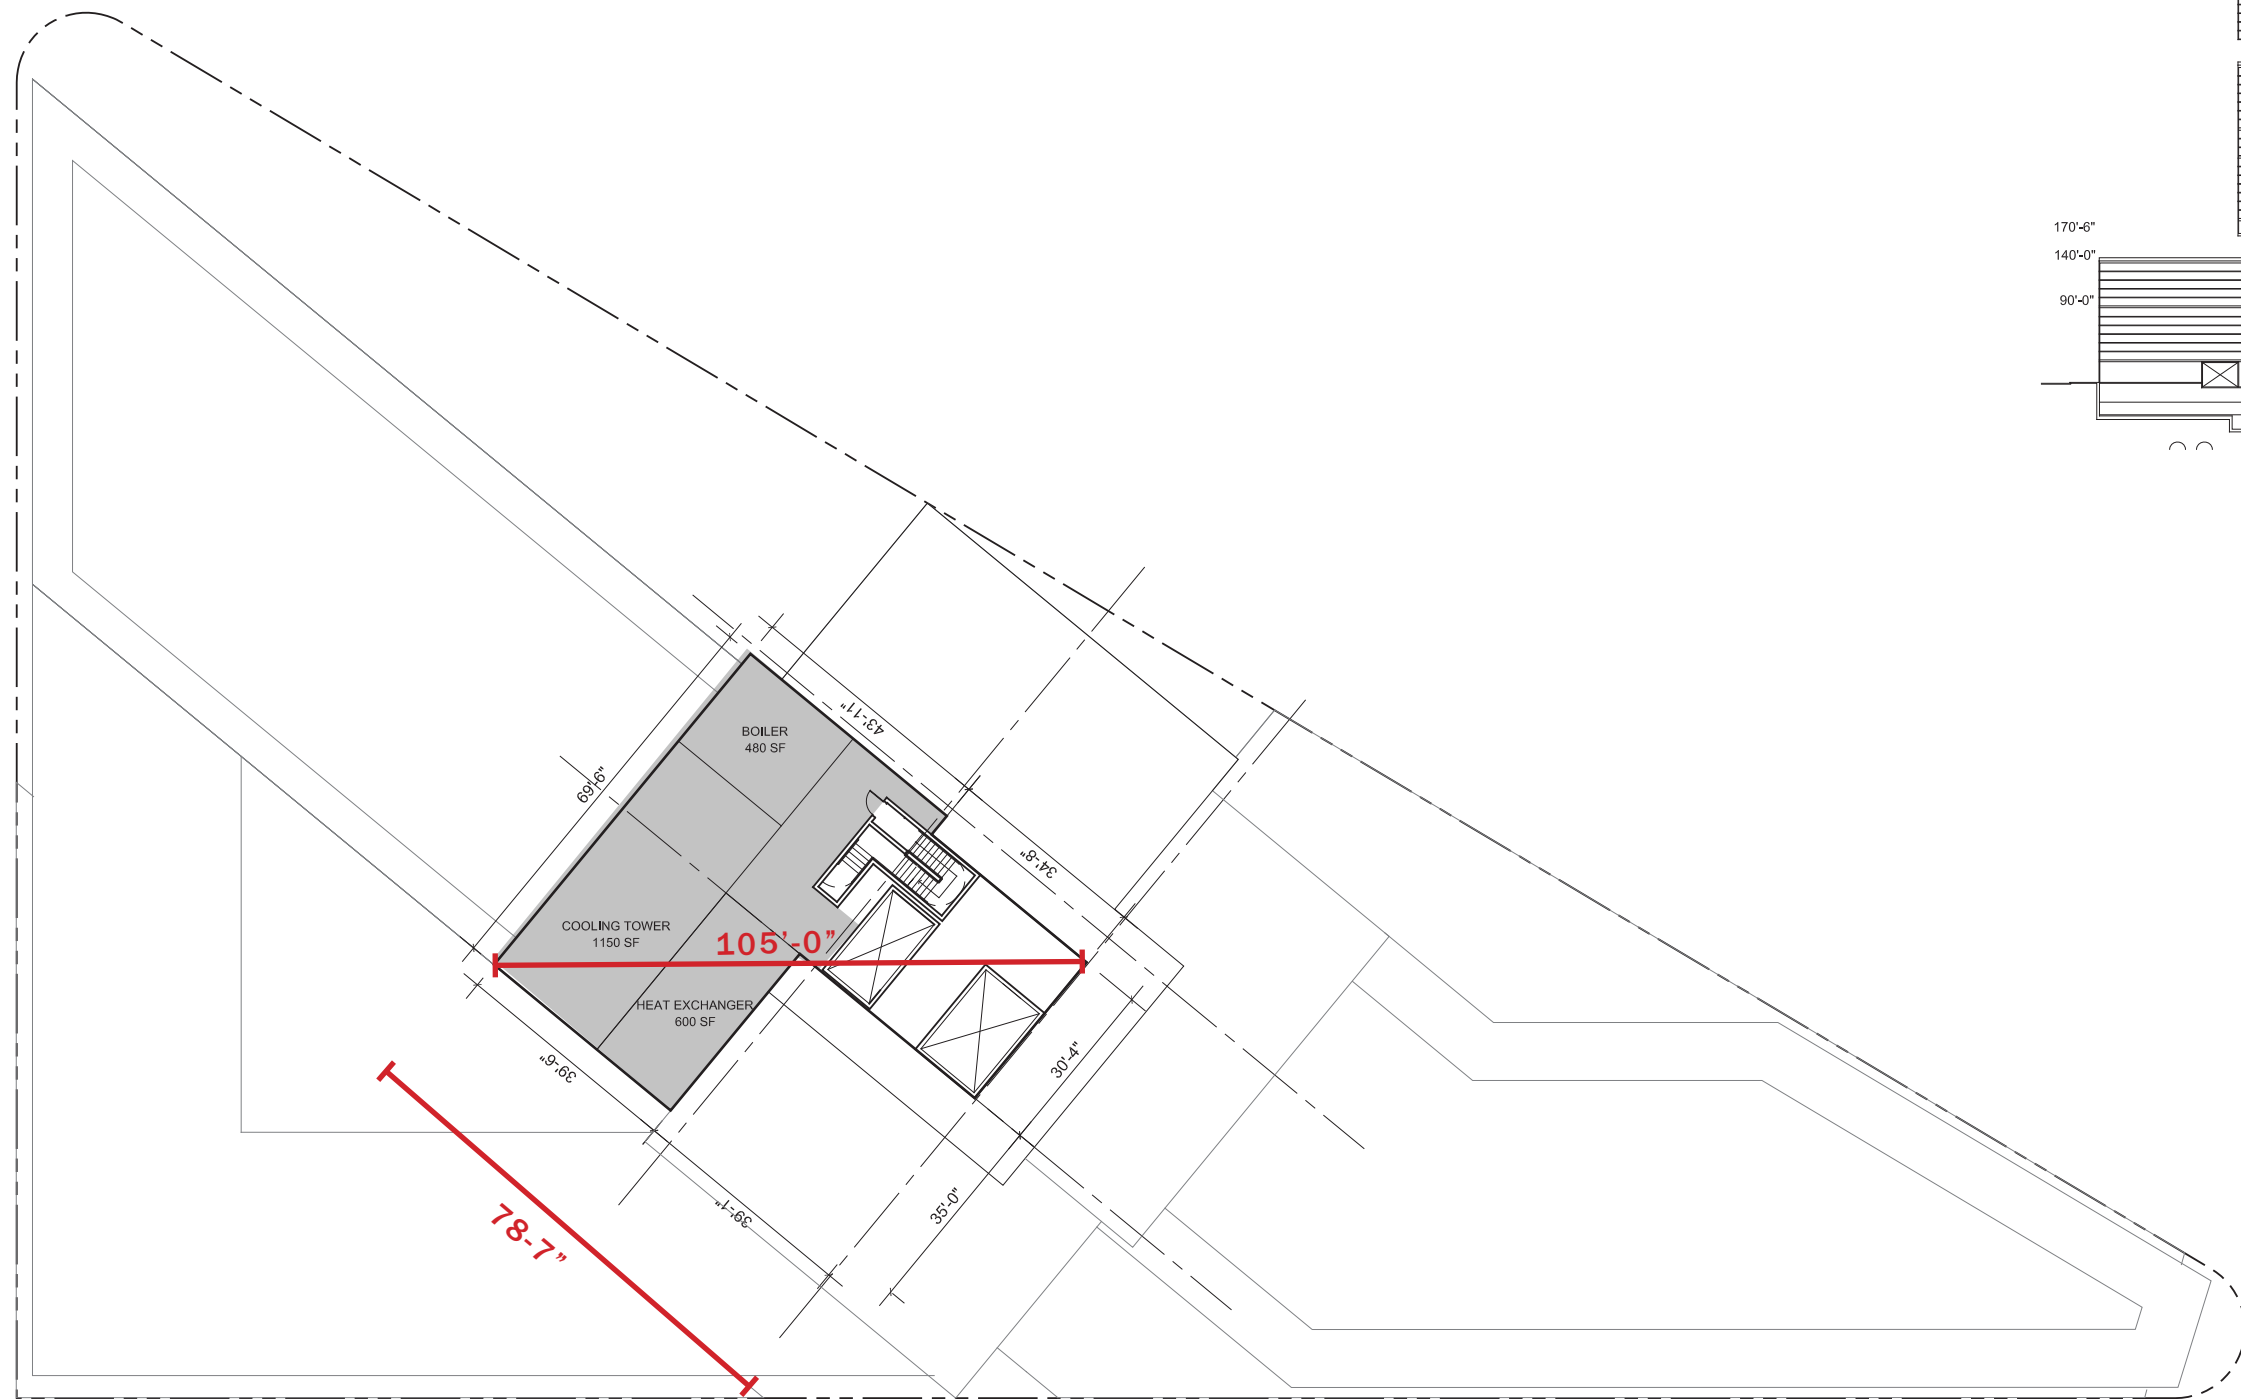 170'-6"
140'-0"
90'-0"
43'-11"
BOILER
480 SF
69'-6"
34'-8"
COOLING TOWER
1150 SF
105'-0”
HEAT EXCHANGER
600 SF
39'-6"
30'-4"
78-7”
39'-1"
35'-0"